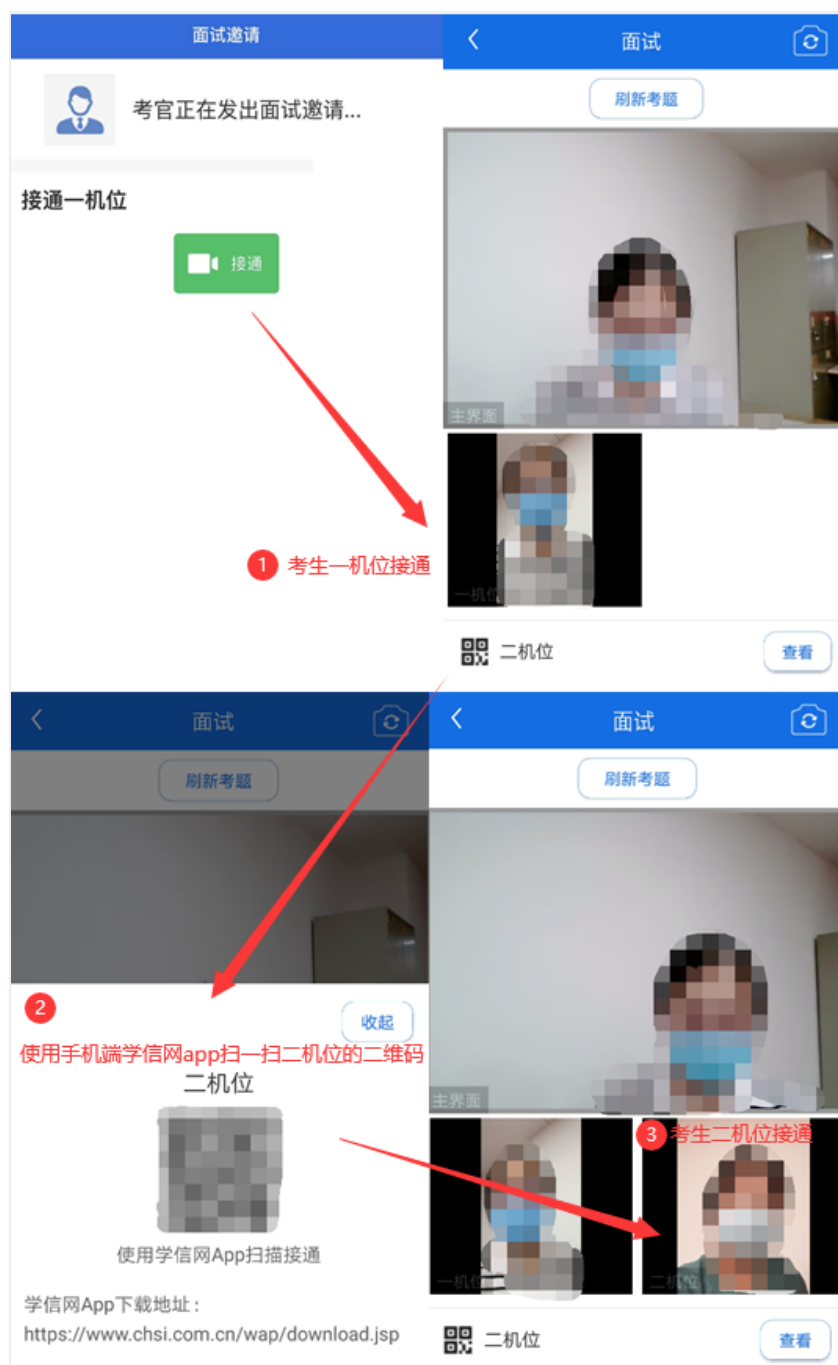 面试邀请
考官正在发出面试邀请...
接通一机位
接通
1 考生一机位接通
面试
刷新考题
主界面
一机位
二机位
查看
面试
刷新考题
2
收起
使用手机端学信网app扫一扫二机位的二维码
二机位
使用学信网App扫描接通
学信网App下载地址：
https://www.chsi.com.cn/wap/download.jsp
面试
刷新考题
主界面
3 考生二机位接通
一机位
二机位
二机位
查看